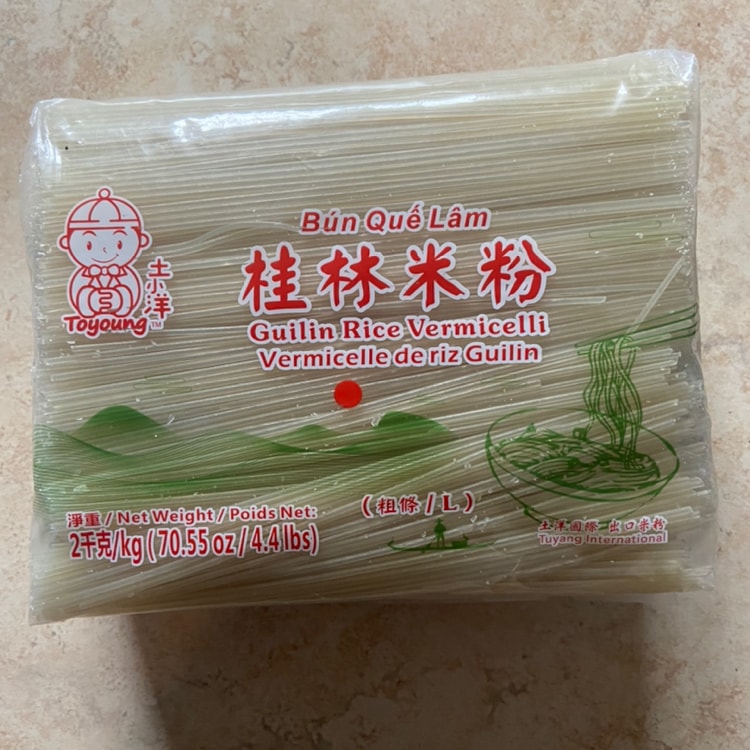 Bún Quế Lâm
桂林米粉
Guilin Rice Vermicelli
Vermicelle de riz Guilin
土小洋
Toyoung™
淨重 / Net Weight / Poids Net:
2千克/kg (70.55 oz / 4.4 lbs)
(粗條 / L)
土洋國際 出口米粉
Tuyang International